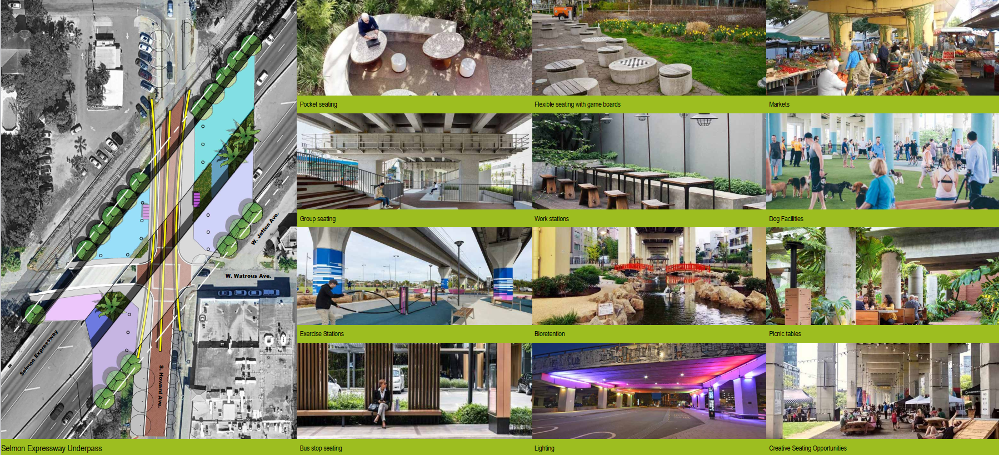 W. Jetton Ave.
W. Watrous Ave.
Selmon Expressway
S. Howard Ave.
Selmon Expressway Underpass
Pocket seating
Flexible seating with game boards
Markets
Group seating
Work stations
Dog Facilities
Exercise Stations
Bioretention
Picnic tables
Bus stop seating
Lighting
Creative Seating Opportunities